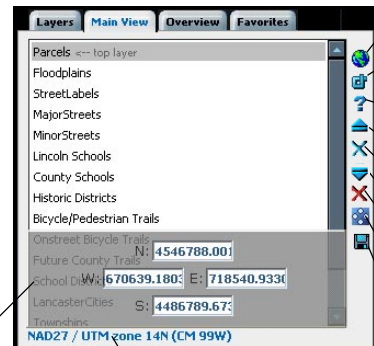 Layers Main View Overview Favorites
Parcels <-- top layer
Floodplains
StreetLabels
MajorStreets
MinorStreets
Lincoln Schools
County Schools
Historic Districts
Bicycle/Pedestrian Trails
Onstreet Bicycle Trails
N: 4546788.001
Future County Trails
School Districts
W: 670639.1803 E: 718540.9330
LancasterCities
S: 4486789.673
Townships
NAD27 / UTM zone 14N (CM 99W)